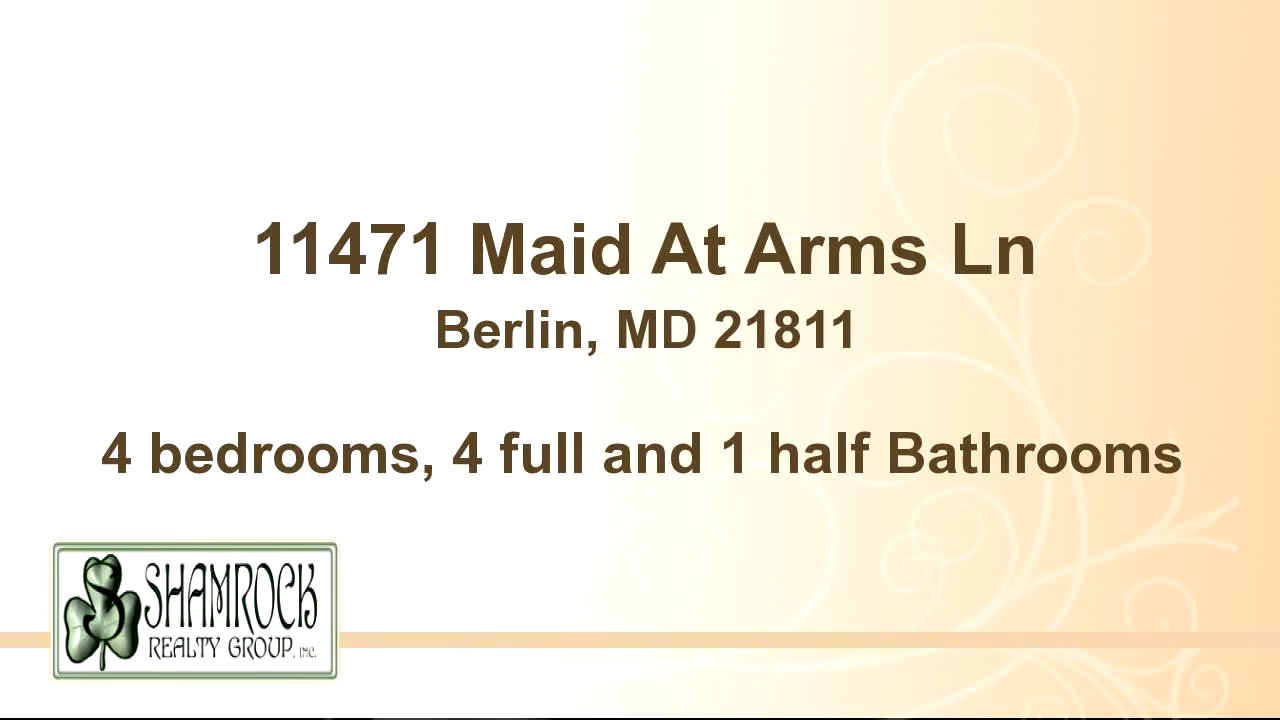 11471 Maid At Arms Ln
Berlin, MD 21811
4 bedrooms, 4 full and 1 half Bathrooms
SHAMROCK
REALTY GROUP, INC.